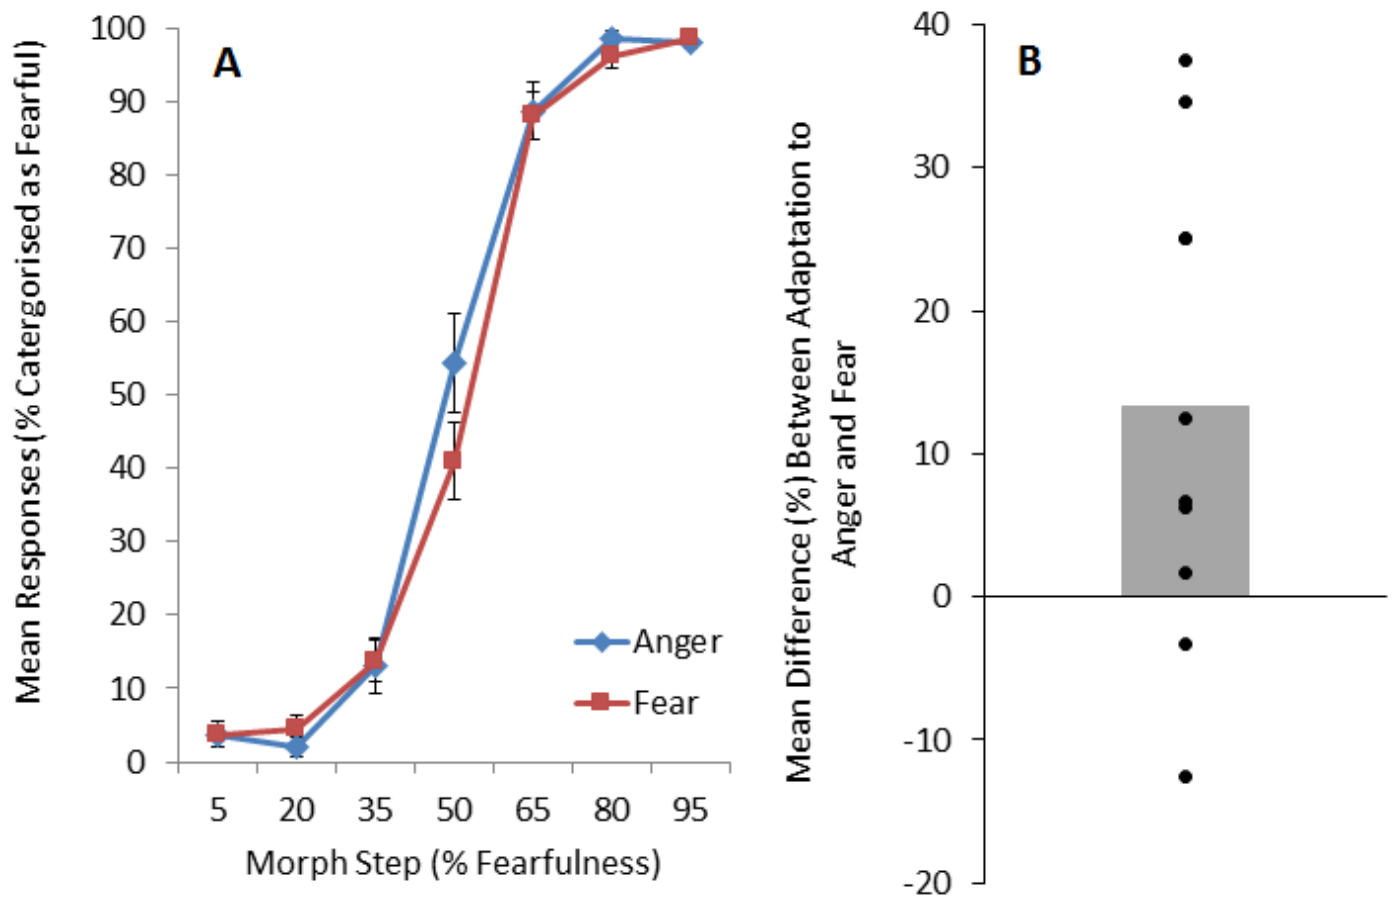 A
Mean Responses (% Catergorised as Fearful)
100
90
80
70
60
50
40
30
20
10
0
5 20 35 50 65 80 95
Morph Step (% Fearfulness)
Anger
Fear
B
Mean Difference (%) Between Adaptation to
Anger and Fear
40
30
20
10
0
-10
-20